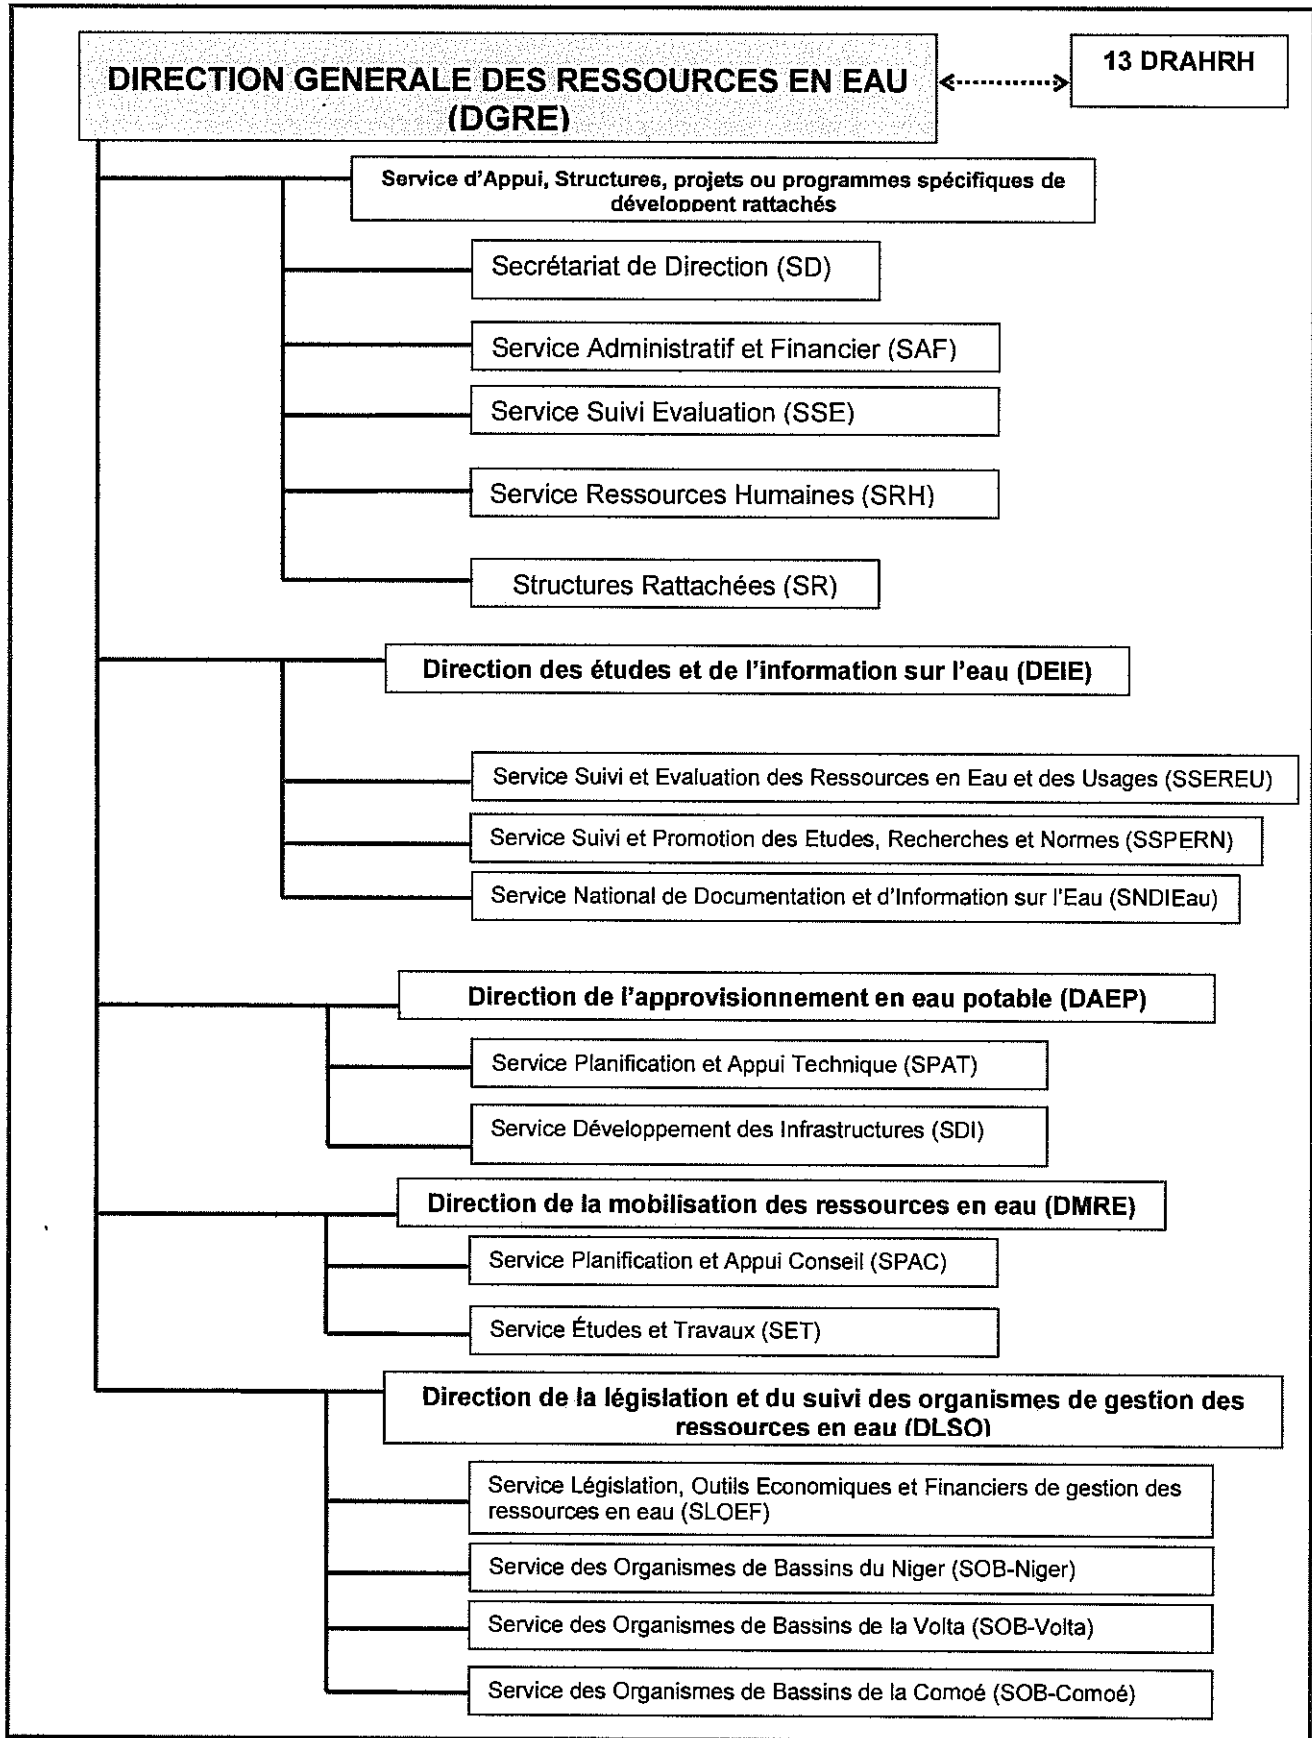 DIRECTION GENERALE DES RESSOURCES EN EAU
(DGRE)
13 DRAHRH
Service d'Appui, Structures, projets ou programmes spécifiques de
développent rattachés
Secrétariat de Direction (SD)
Service Administratif et Financier (SAF)
Service Suivi Evaluation (SSE)
Service Ressources Humaines (SRH)
Structures Rattachées (SR)
Direction des études et de l'information sur l'eau (DEIE)
Service Suivi et Evaluation des Ressources en Eau et des Usages (SSEREU)
Service Suivi et Promotion des Etudes, Recherches et Normes (SSPERN)
Service National de Documentation et d'Information sur l'Eau (SNDIEau)
Direction de l'approvisionnement en eau potable (DAEP)
Service Planification et Appui Technique (SPAT)
Service Développement des Infrastructures (SDI)
Direction de la mobilisation des ressources en eau (DMRE)
Service Planification et Appui Conseil (SPAC)
Service Études et Travaux (SET)
Direction de la législation et du suivi des organismes de gestion des
ressources en eau (DLSO)
Service Législation, Outils Economiques et Financiers de gestion des
ressources en eau (SLOEF)
Service des Organismes de Bassins du Niger (SOB-Niger)
Service des Organismes de Bassins de la Volta (SOB-Volta)
Service des Organismes de Bassins de la Comoé (SOB-Comoé)